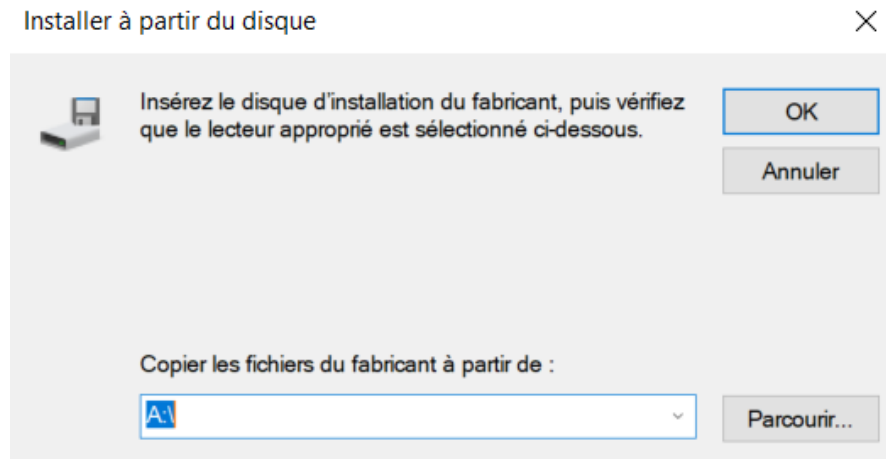 Installer à partir du disque
Insérez le disque d'installation du fabricant, puis vérifiez
que le lecteur approprié est sélectionné ci-dessous.
OK
Annuler
Copier les fichiers du fabricant à partir de :
A:\
Parcourir...